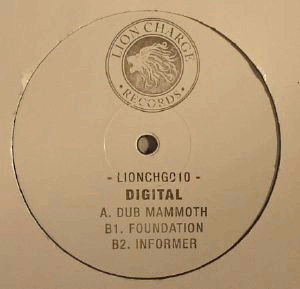 LION CHARGE
• RECORDS •
- LIONCHG010 -
DIGITAL
A. DUB MAMMOTH
B1. FOUNDATION
B2. INFORMER